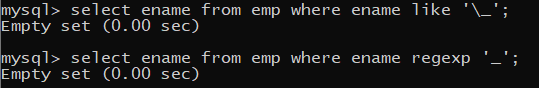 mysql> select ename from emp where ename like '\_';
Empty set (0.00 sec)
mysql> select ename from emp where ename regexp '_';
Empty set (0.00 sec)